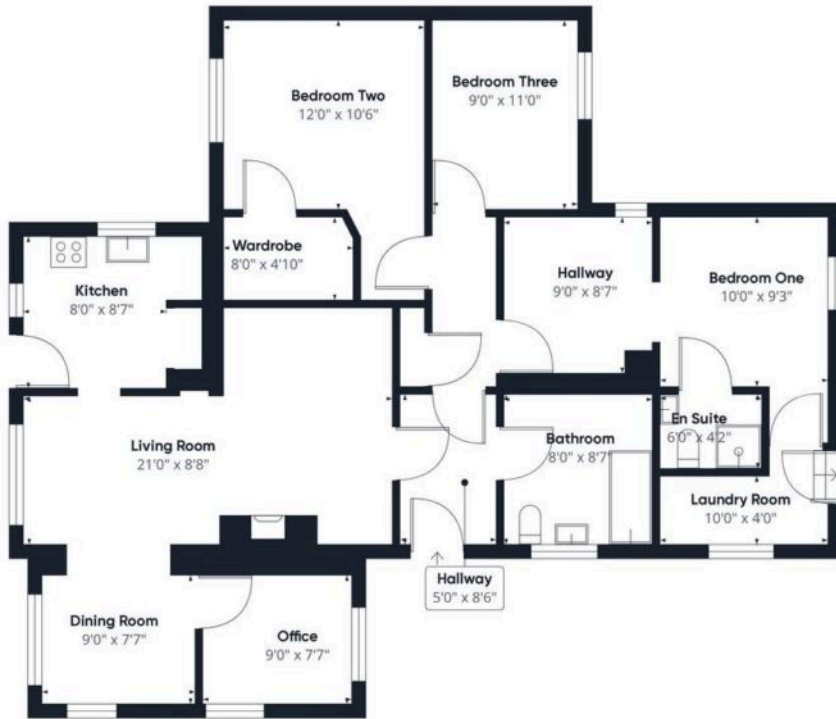 Bedroom Two
12'0" x 10'6"
Bedroom Three
9'0" x 11'0"
Wardrobe
8'0" x 4'10"
Hallway
9'0" x 8'7"
Bedroom One
10'0" x 9'3"
Kitchen
8'0" x 8'7"
Living Room
21'0" x 8'8"
Bathroom
8'0" x 8'7"
En Suite
6'0" x 4'2"
Laundry Room
10'0" x 4'0"
Hallway
5'0" x 8'6"
Dining Room
9'0" x 7'7"
Office
9'0" x 7'7"